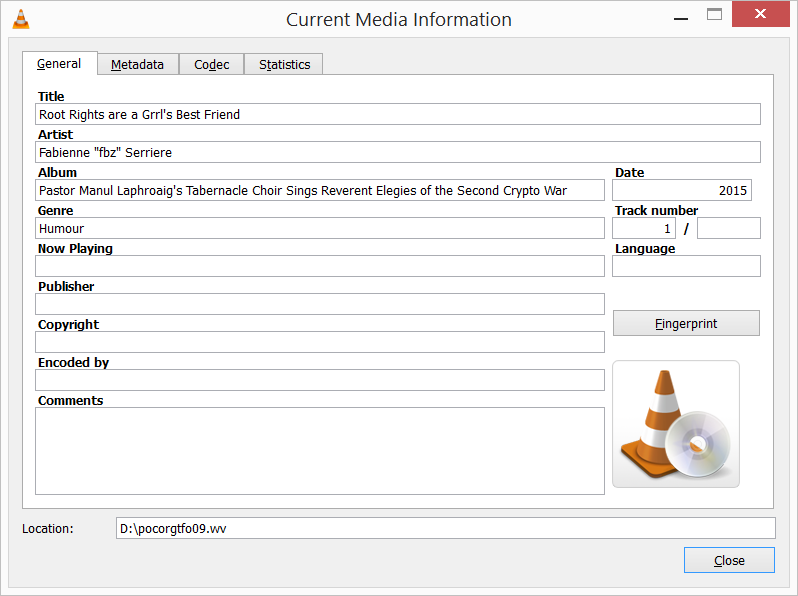 Current Media Information
General
Metadata
Codec
Statistics
Title
Root Rights are a Grrl's Best Friend
Artist
Fabienne "fbz" Serriere
Album
Date
Pastor Manul Laphroaig's Tabernacle Choir Sings Reverent Elegies of the Second Crypto War
2015
Genre
Track number
Humour
1 /
Now Playing
Language
Publisher
Copyright
Fingerprint
Encoded by
Comments
Location:
D:\pocorgtfo09.wv
Close